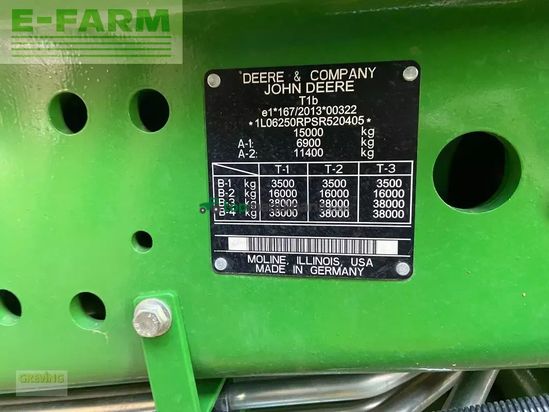 E-FARM
DEERE & COMPANY
JOHN DEERE
T1b
e1*167/2013*00322
*1L06250RPSR520405*
15000 kg
A-1: 6900 kg
A-2: 11400 kg
T-1 T-2 T-3
B-1 kg 3500 3500 3500
B-2 kg 16000 16000 16000
B-3 kg 38000 38000 38000
B-4 kg 38000 38000 38000
MOLINE, ILLINOIS, USA
MADE IN GERMANY
GREVING